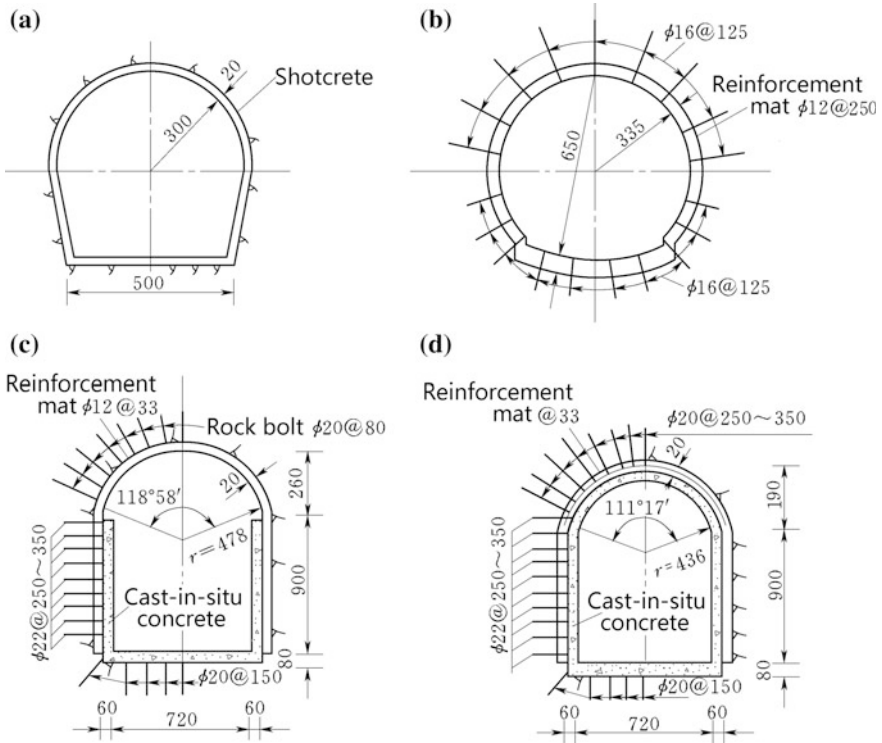 (a)
20
Shotcrete
300
500
(b)
ϕ16@125
Reinforcement
mat ϕ12@250
650
335
ϕ16@125
(c)
Reinforcement
mat ϕ12@33
Rock bolt ϕ20@80
118°58′
20
260
r=478
ϕ22@250~350
900
Cast-in-situ
concrete
80
ϕ20@150
60
720
60
(d)
Reinforcement
mat @33
ϕ20@250~350
20
111°17′
190
r=436
ϕ22@250~350
900
Cast-in-situ
concrete
80
ϕ20@150
60
720
60